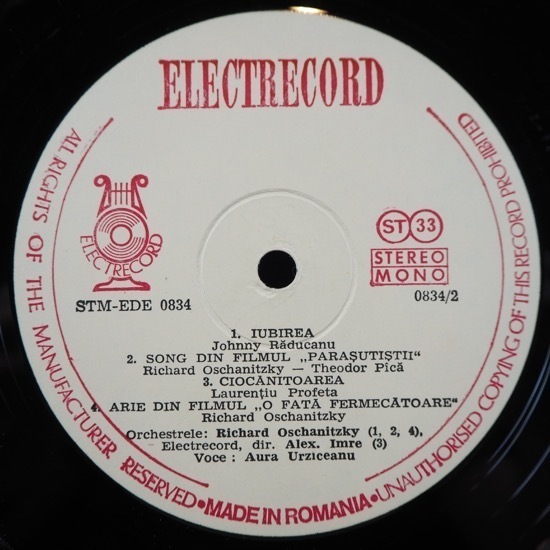 ELECTRECORD
ALL RIGHTS OF THE MANUFACTURER RESERVED • MADE IN ROMANIA • UNAUTHORISED COPYING OF THIS RECORD PROHIBITED
ELECTRECORD
ST 33
STEREO
MONO
STM-EDE 0834
0834/2
1. IUBIREA
Johnny Răducanu
2. SONG DIN FILMUL „PARAȘUTIȘTII"
Richard Oschanitzky — Theodor Pîcă
3. CIOCĂNITOAREA
Laurențiu Profeta
4. ARIE DIN FILMUL „O FATĂ FERMECĂTOARE"
Richard Oschanitzky
Orchestrele: Richard Oschanitzky (1, 2, 4),
Electrecord, dir. Alex. Imre (3)
Voce : Aura Urziceanu